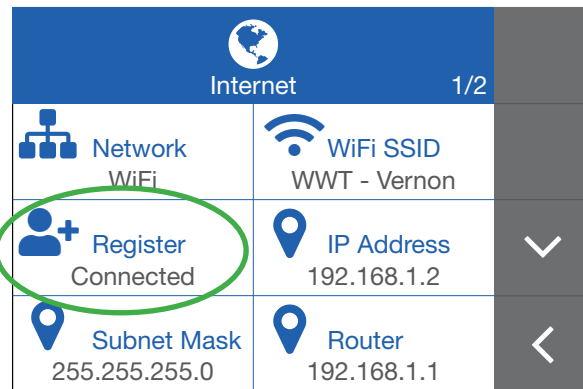 Internet 1/2
Network
WiFi
WiFi SSID
WWT - Vernon
Register
Connected
IP Address
192.168.1.2
Subnet Mask
255.255.255.0
Router
192.168.1.1